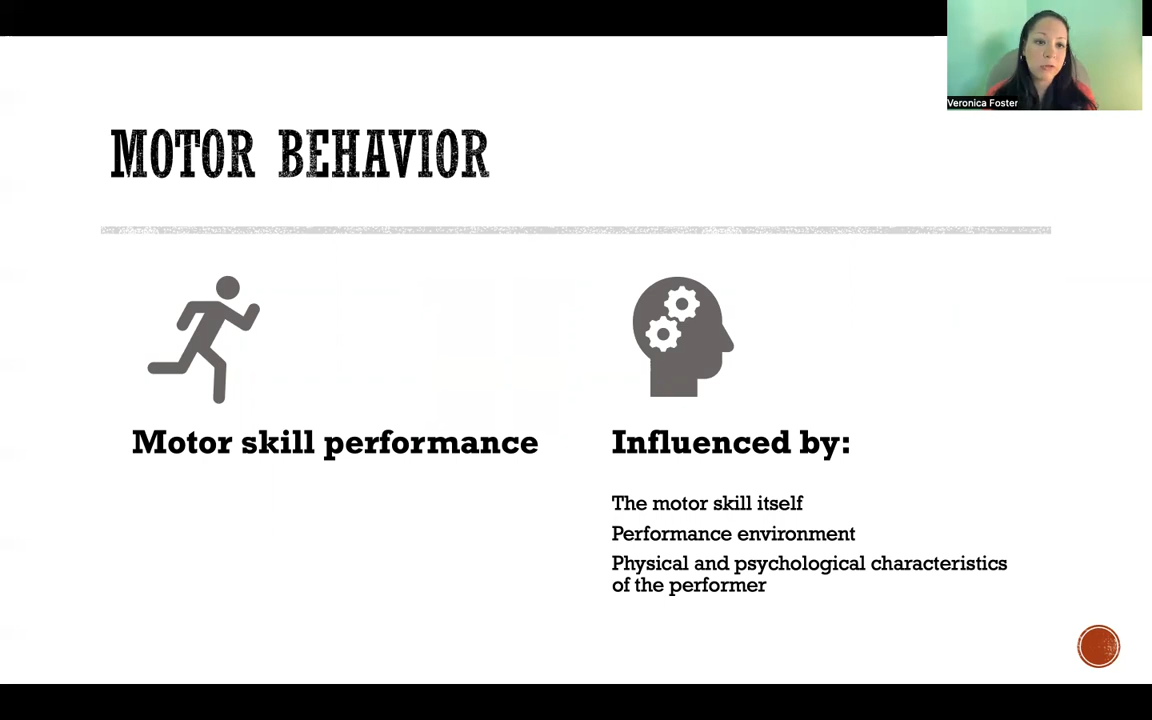 Veronica Foster
MOTOR BEHAVIOR
Motor skill performance
Influenced by:
The motor skill itself
Performance environment
Physical and psychological characteristics
of the performer